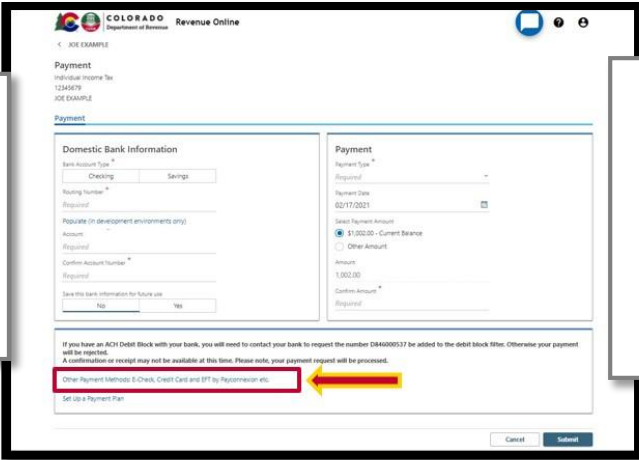 COLORADO
Department of Revenue
Revenue Online
< JOE EXAMPLE
Payment
Individual Income Tax
12345679
JOE EXAMPLE
Payment
Domestic Bank Information
Bank Account Type *
Checking Savings
Routing Number *
Required
Populate (in development environments only)
Account
Required
Confirm Account Number *
Required
Save this bank information for future use
No Yes
Payment
Payment Type *
Required
Payment Date
02/17/2021
Select Payment Amount
$1,002.00 - Current Balance
Other Amount
Amount
1,002.00
Confirm Amount *
Required
If you have an ACH Debit Block with your bank, you will need to contact your bank to request the number D846000537 be added to the debit block filter. Otherwise your payment
will be rejected.
A confirmation or receipt may not be available at this time. Please note, your payment request will be processed.
Other Payment Methods: E-Check, Credit Card and EFT by Payconnexion etc.
Set Up a Payment Plan
Cancel Submit